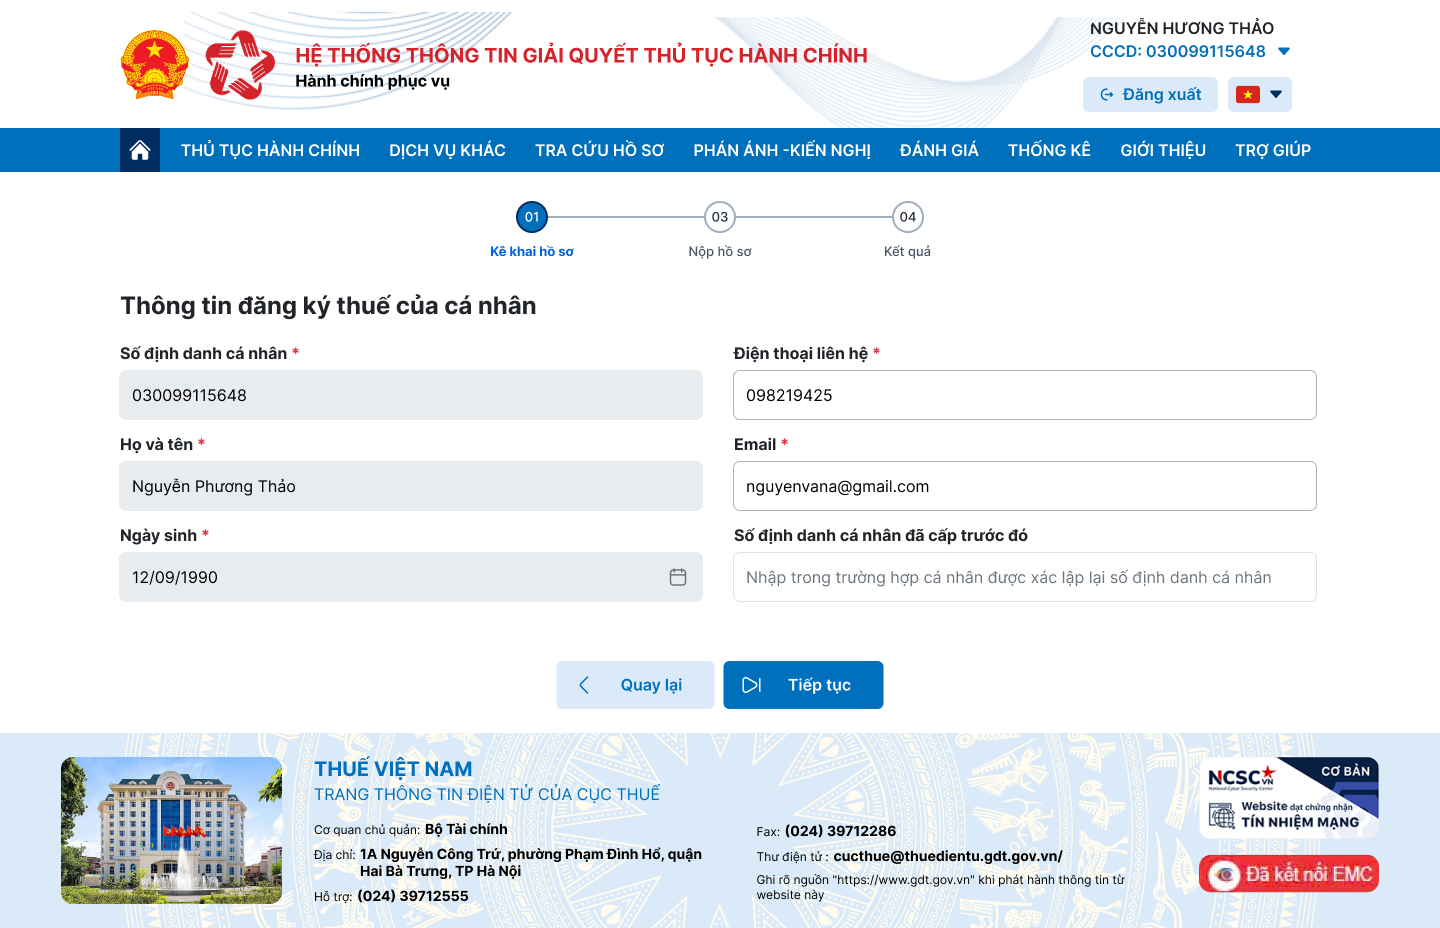 HỆ THỐNG THÔNG TIN GIẢI QUYẾT THỦ TỤC HÀNH CHÍNH
Hành chính phục vụ
NGUYỄN HƯƠNG THẢO
CCCD: 030099115648
Đăng xuất
THỦ TỤC HÀNH CHÍNH
DỊCH VỤ KHÁC
TRA CỨU HỒ SƠ
PHÁN ÁNH -KIẾN NGHỊ
ĐÁNH GIÁ
THỐNG KÊ
GIỚI THIỆU
TRỢ GIÚP
01
03
04
Kê khai hồ sơ
Nộp hồ sơ
Kết quả
Thông tin đăng ký thuế của cá nhân
Số định danh cá nhân *
030099115648
Điện thoại liên hệ *
098219425
Họ và tên *
Nguyễn Phương Thảo
Email *
nguyenvana@gmail.com
Ngày sinh *
12/09/1990
Số định danh cá nhân đã cấp trước đó
Nhập trong trường hợp cá nhân được xác lập lại số định danh cá nhân
Quay lại
Tiếp tục
THUẾ VIỆT NAM
TRANG THÔNG TIN ĐIỆN TỬ CỦA CỤC THUẾ
Cơ quan chủ quản: Bộ Tài chính
Địa chỉ: 1A Nguyễn Công Trứ, phường Phạm Đình Hổ, quận
Hai Bà Trưng, TP Hà Nội
Hỗ trợ: (024) 39712555
Fax: (024) 39712286
Thư điện tử : cucthue@thuedientu.gdt.gov.vn/
Ghi rõ nguồn "https://www.gdt.gov.vn" khi phát hành thông tin từ
website này
NCSC VN
National Cyber Security Center
CƠ BẢN
Website đạt chứng nhận
TÍN NHIỆM MẠNG
Đã kết nối EMC